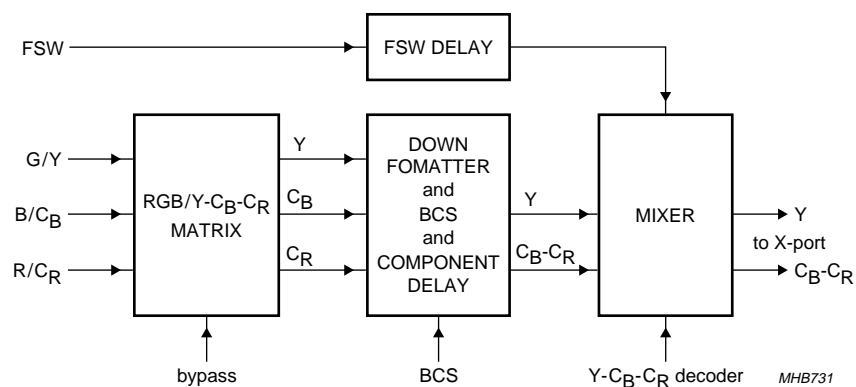 FSW
FSW DELAY
G/Y
B/CB
R/CR
RGB/Y-CB-CR
MATRIX
Y
CB
CR
DOWN
FOMATTER
and
BCS
and
COMPONENT
DELAY
Y
CB-CR
MIXER
Y
to X-port
CB-CR
bypass
BCS
Y-CB-CR decoder
MHB731